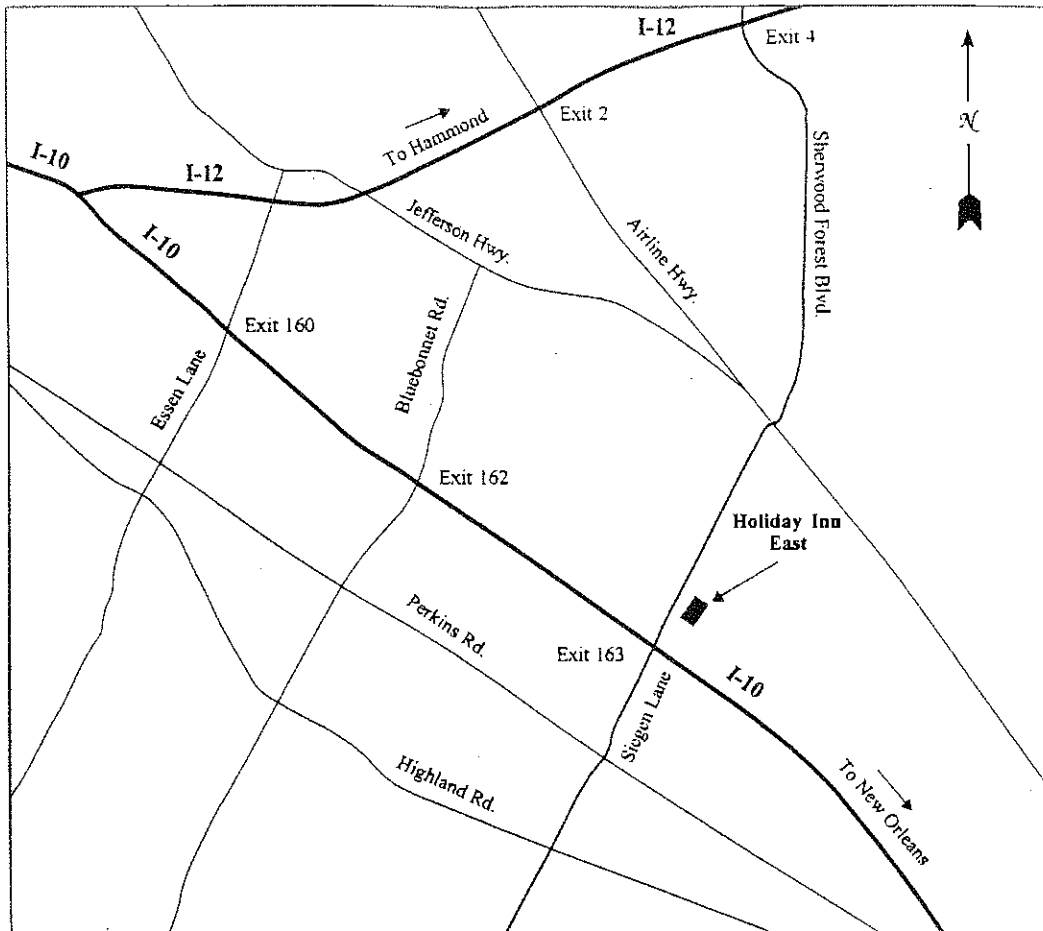 I-12
Exit 4
N
Exit 2
To Hammond
I-10
I-12
Sherwood Forest Blvd.
Jefferson Hwy.
Airline Hwy.
I-10
Exit 160
Bluebonnet Rd.
Essen Lane
Exit 162
Holiday Inn
East
Perkins Rd.
Exit 163
Siegen Lane
I-10
Highland Rd.
To New Orleans